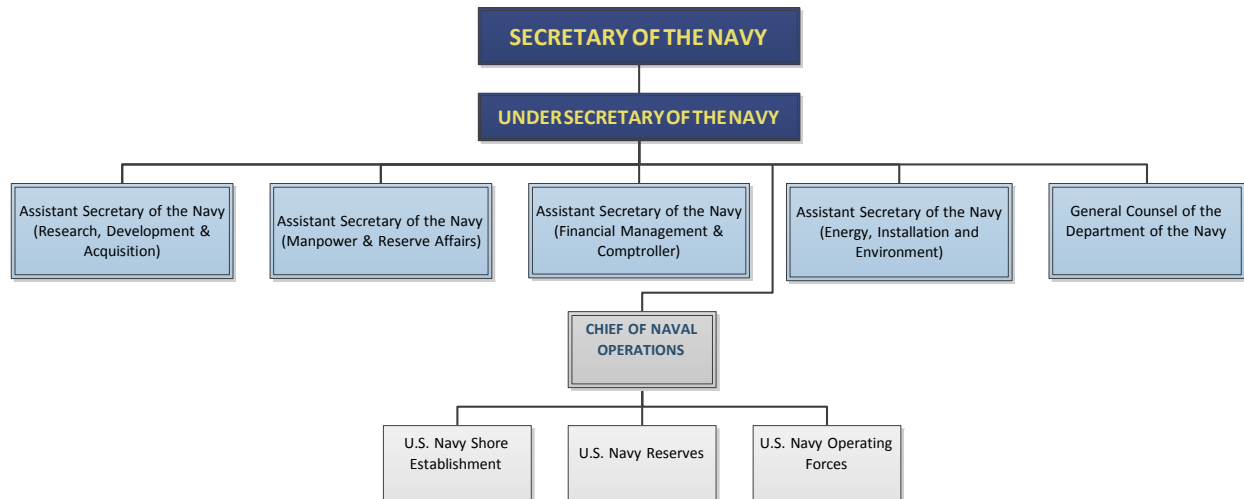 SECRETARY OF THE NAVY
UNDER SECRETARY OF THE NAVY
Assistant Secretary of the Navy
(Research, Development &
Acquisition)
Assistant Secretary of the Navy
(Manpower & Reserve Affairs)
Assistant Secretary of the Navy
(Financial Management &
Comptroller)
Assistant Secretary of the Navy
(Energy, Installation and
Environment)
General Counsel of the
Department of the Navy
CHIEF OF NAVAL
OPERATIONS
U.S. Navy Shore
Establishment
U.S. Navy Reserves
U.S. Navy Operating
Forces